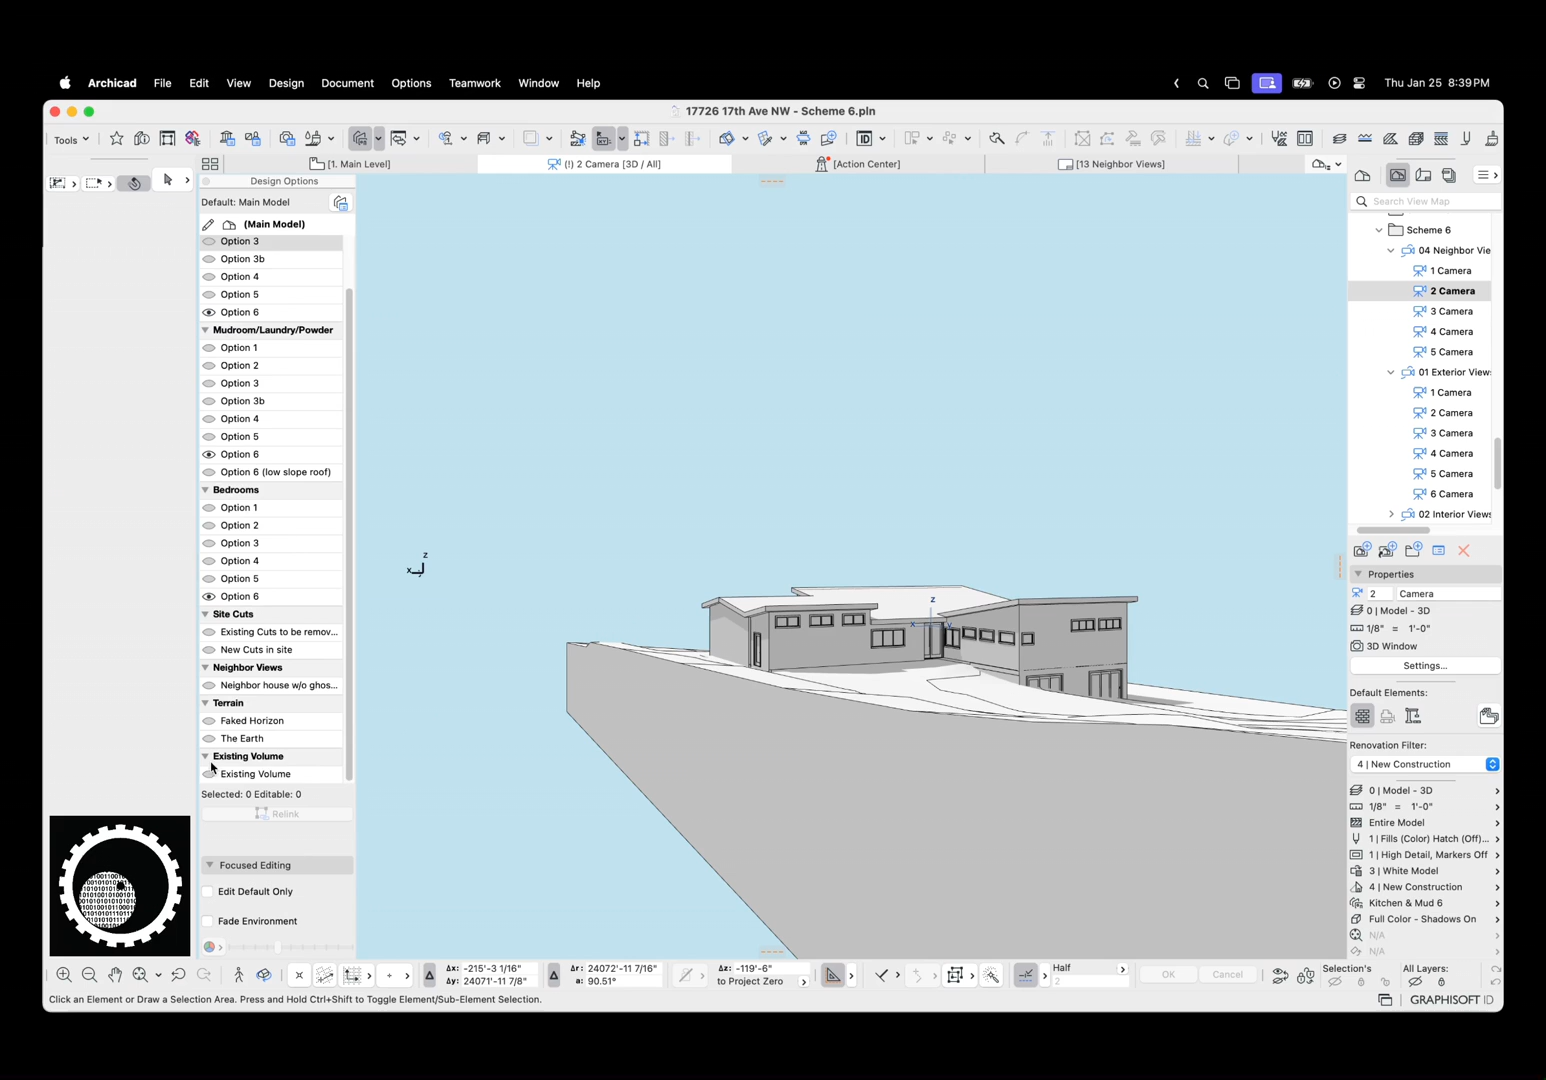 Archicad File Edit View Design Document Options Teamwork Window Help
Thu Jan 25 8:39 PM
17726 17th Ave NW - Scheme 6.pln
Tools
ID
[1. Main Level]
(!) 2 Camera [3D / All]
[Action Center]
[13 Neighbor Views]
Design Options
Default: Main Model
(Main Model)
Option 3
Option 3b
Option 4
Option 5
Option 6
Mudroom/Laundry/Powder
Option 1
Option 2
Option 3
Option 3b
Option 4
Option 5
Option 6
Option 6 (low slope roof)
Bedrooms
Option 1
Option 2
Option 3
Option 4
Option 5
Option 6
Site Cuts
Existing Cuts to be remov...
New Cuts in site
Neighbor Views
Neighbor house w/o ghos...
Terrain
Faked Horizon
The Earth
Existing Volume
Existing Volume
Selected: 0 Editable: 0
Relink
Focused Editing
Edit Default Only
Fade Environment
z
x
z
x
y
Search View Map
Scheme 6
04 Neighbor Vie
1 Camera
2 Camera
3 Camera
4 Camera
5 Camera
01 Exterior Views
1 Camera
2 Camera
3 Camera
4 Camera
5 Camera
6 Camera
02 Interior Views
Properties
2 Camera
0 | Model - 3D
1/8" = 1'-0"
3D Window
Settings...
Default Elements:
Renovation Filter:
4 | New Construction
0 | Model - 3D
1/8" = 1'-0"
Entire Model
1 | Fills (Color) Hatch (Off)...
1 | High Detail, Markers Off
3 | White Model
4 | New Construction
Kitchen & Mud 6
Full Color - Shadows On
N/A
N/A
Δx: -215'-3 1/16"
Δy: 24071'-11 7/8"
Δr: 24072'-11 7/16"
a: 90.51°
Δz: -119'-6"
to Project Zero
Half
2
OK
Cancel
Selection's
All Layers:
Click an Element or Draw a Selection Area. Press and Hold Ctrl+Shift to Toggle Element/Sub-Element Selection.
GRAPHISOFT ID